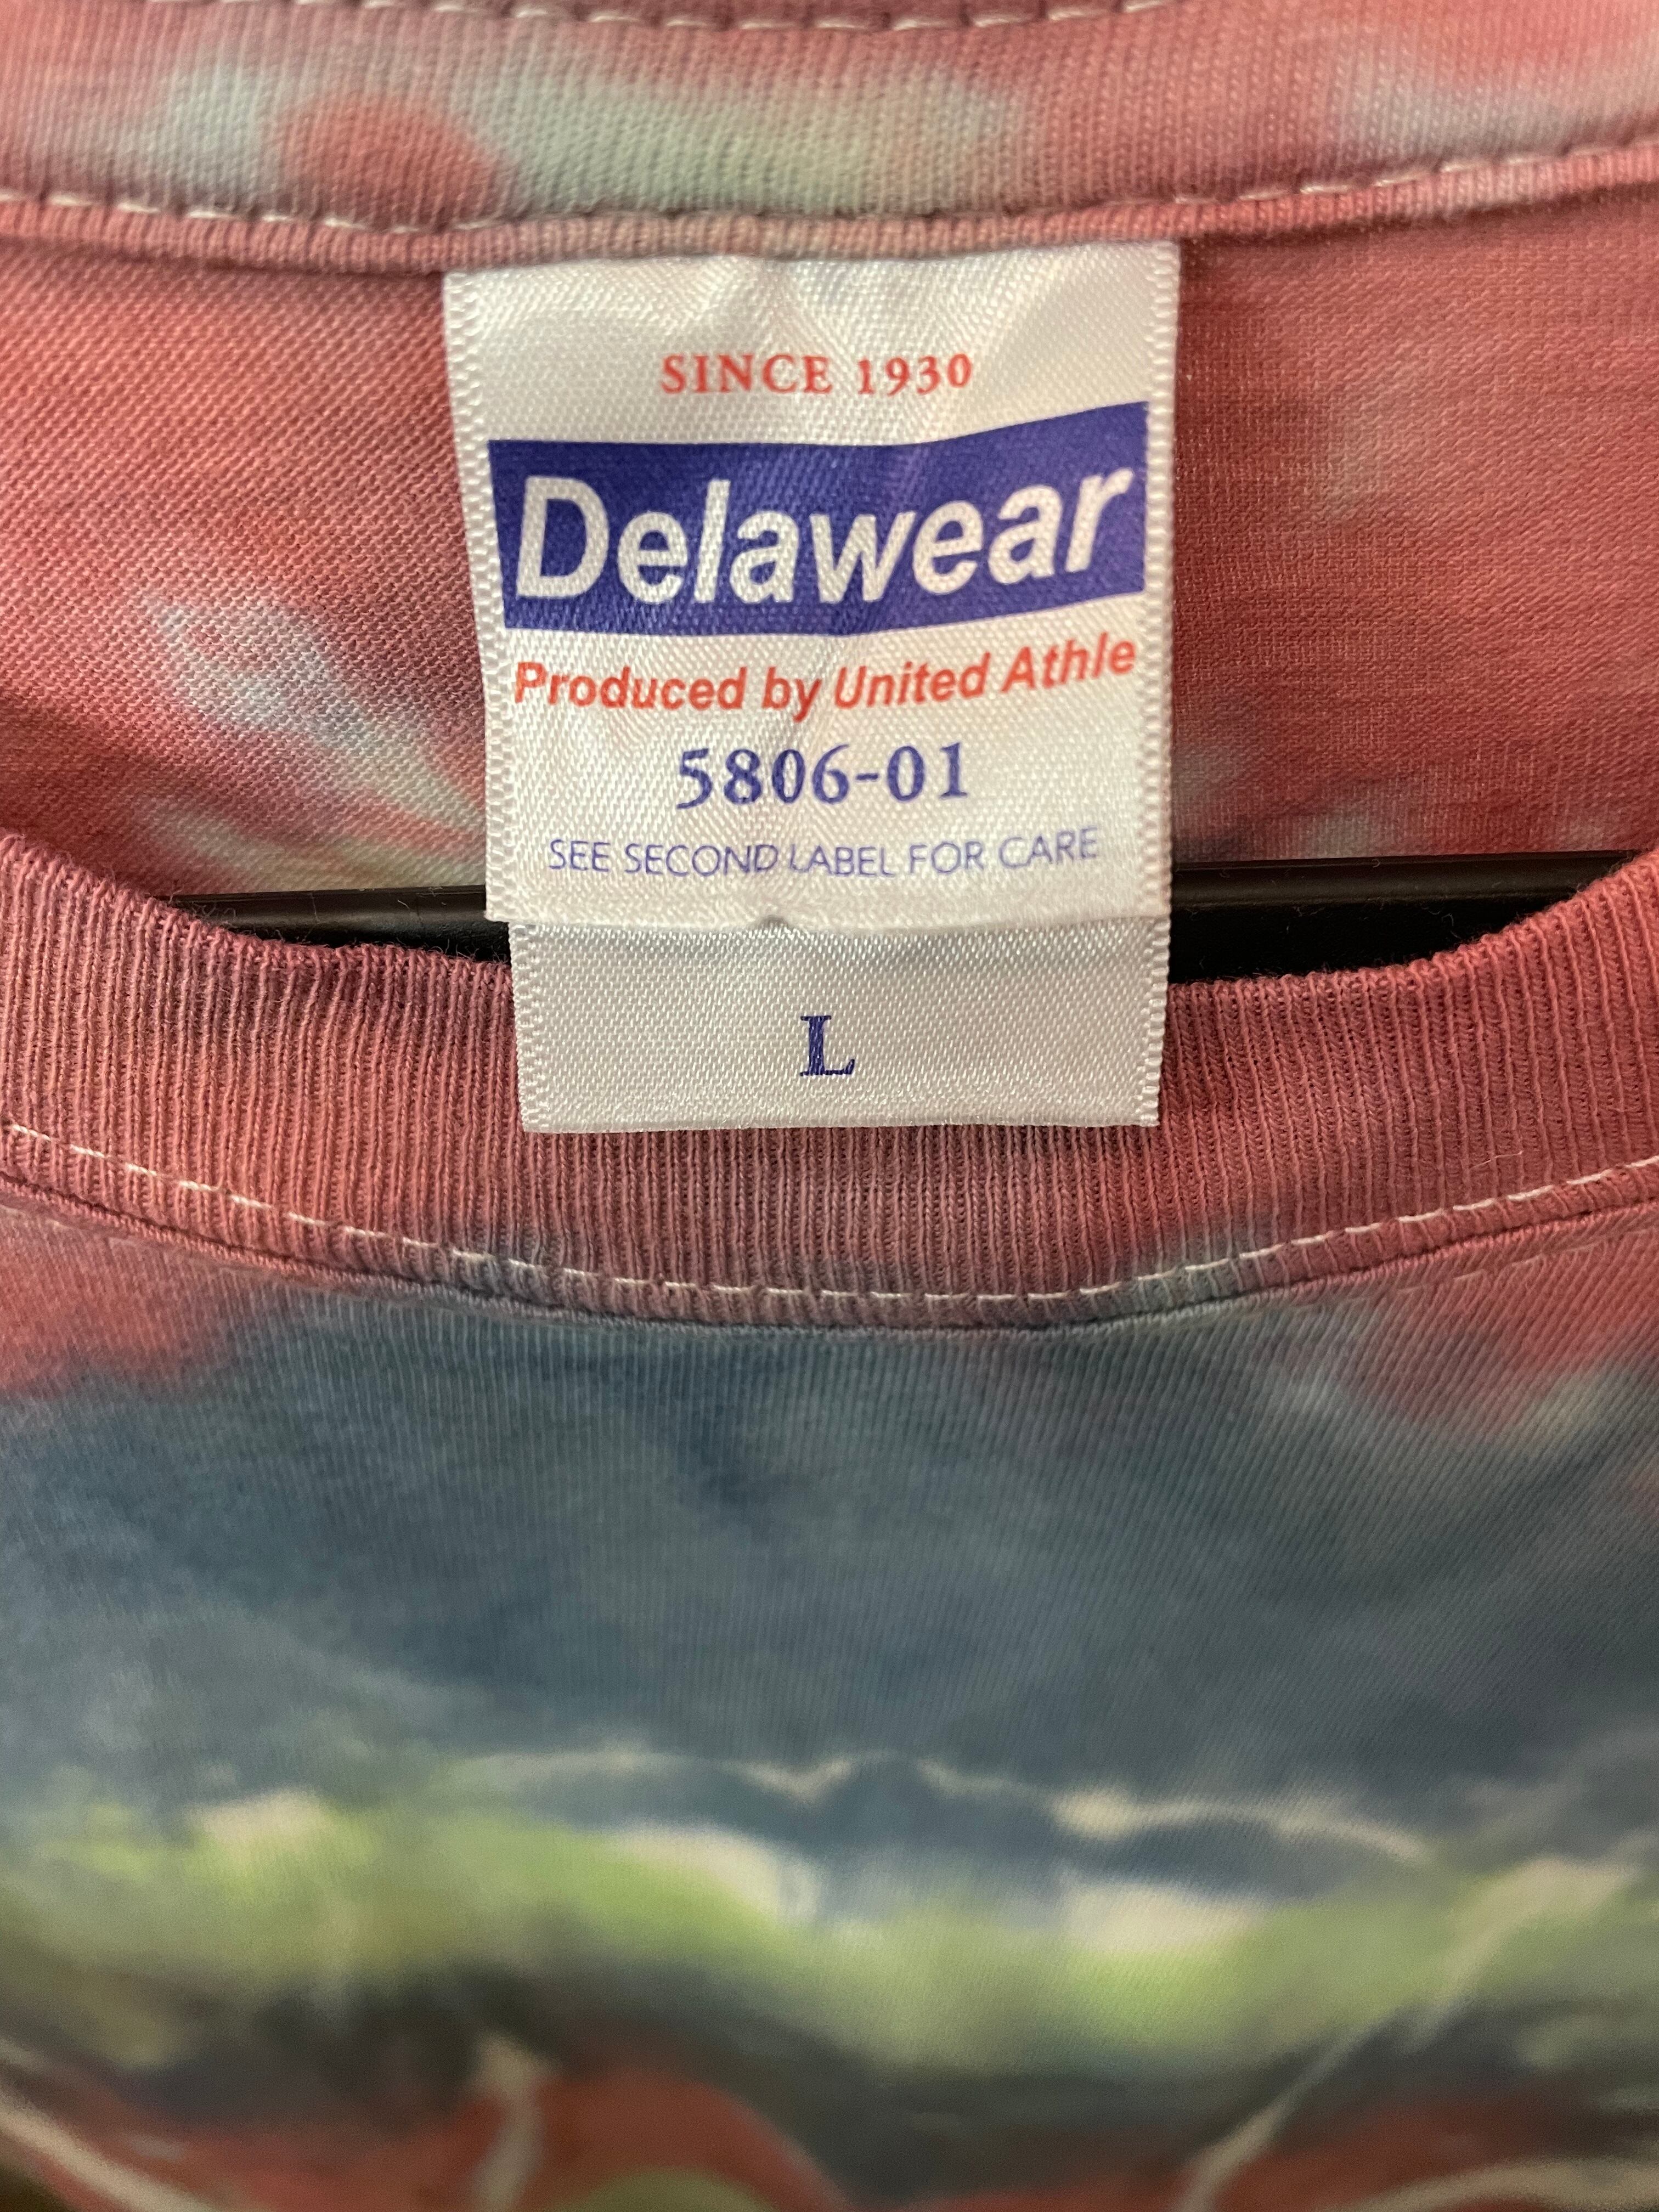 SINCE 1930
Delawear
Produced by United Athle
5806-01
SEE SECOND LABEL FOR CARE
L